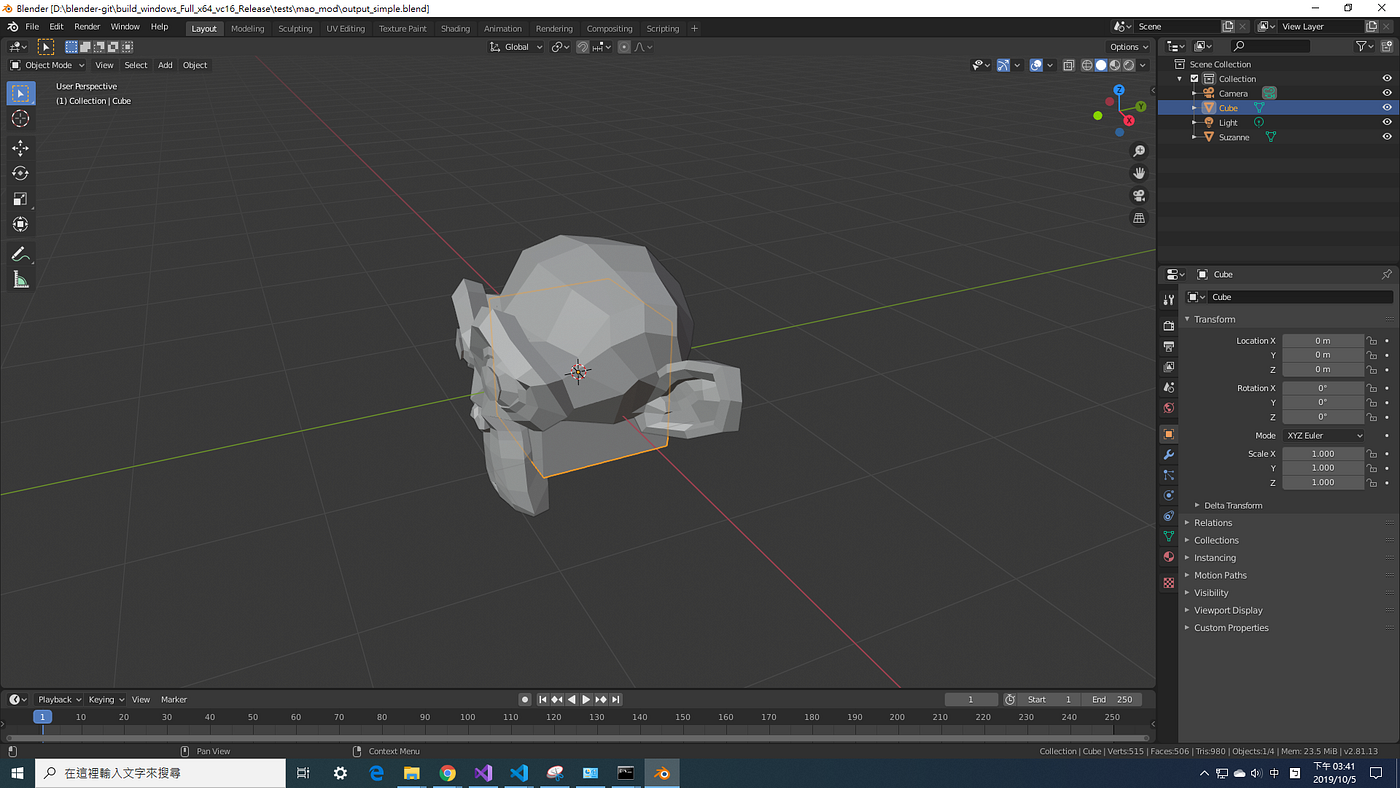 Blender [D:\blender-git\build_windows_Full_x64_vc16_Release\tests\mao_mod\output_simple.blend]
File Edit Render Window Help Layout Modeling Sculpting UV Editing Texture Paint Shading Animation Rendering Compositing Scripting + Scene View Layer
Global Options
Object Mode View Select Add Object
User Perspective
(1) Collection | Cube
Z
Y
X
Scene Collection
Collection
Camera
Cube
Light
Suzanne
Cube
Cube
Transform
Location X 0 m
Y 0 m
Z 0 m
Rotation X 0°
Y 0°
Z 0°
Mode XYZ Euler
Scale X 1.000
Y 1.000
Z 1.000
Delta Transform
Relations
Collections
Instancing
Motion Paths
Visibility
Viewport Display
Custom Properties
Playback Keying View Marker 1 Start 1 End 250
1 10 20 30 40 50 60 70 80 90 100 110 120 130 140 150 160 170 180 190 200 210 220 230 240 250
Pan View Context Menu Collection | Cube | Verts:515 | Faces:506 | Tris:980 | Objects:1/4 | Mem: 23.5 MiB | v2.81.13
在這裡輸入文字來搜尋
中
下午 03:41
2019/10/5